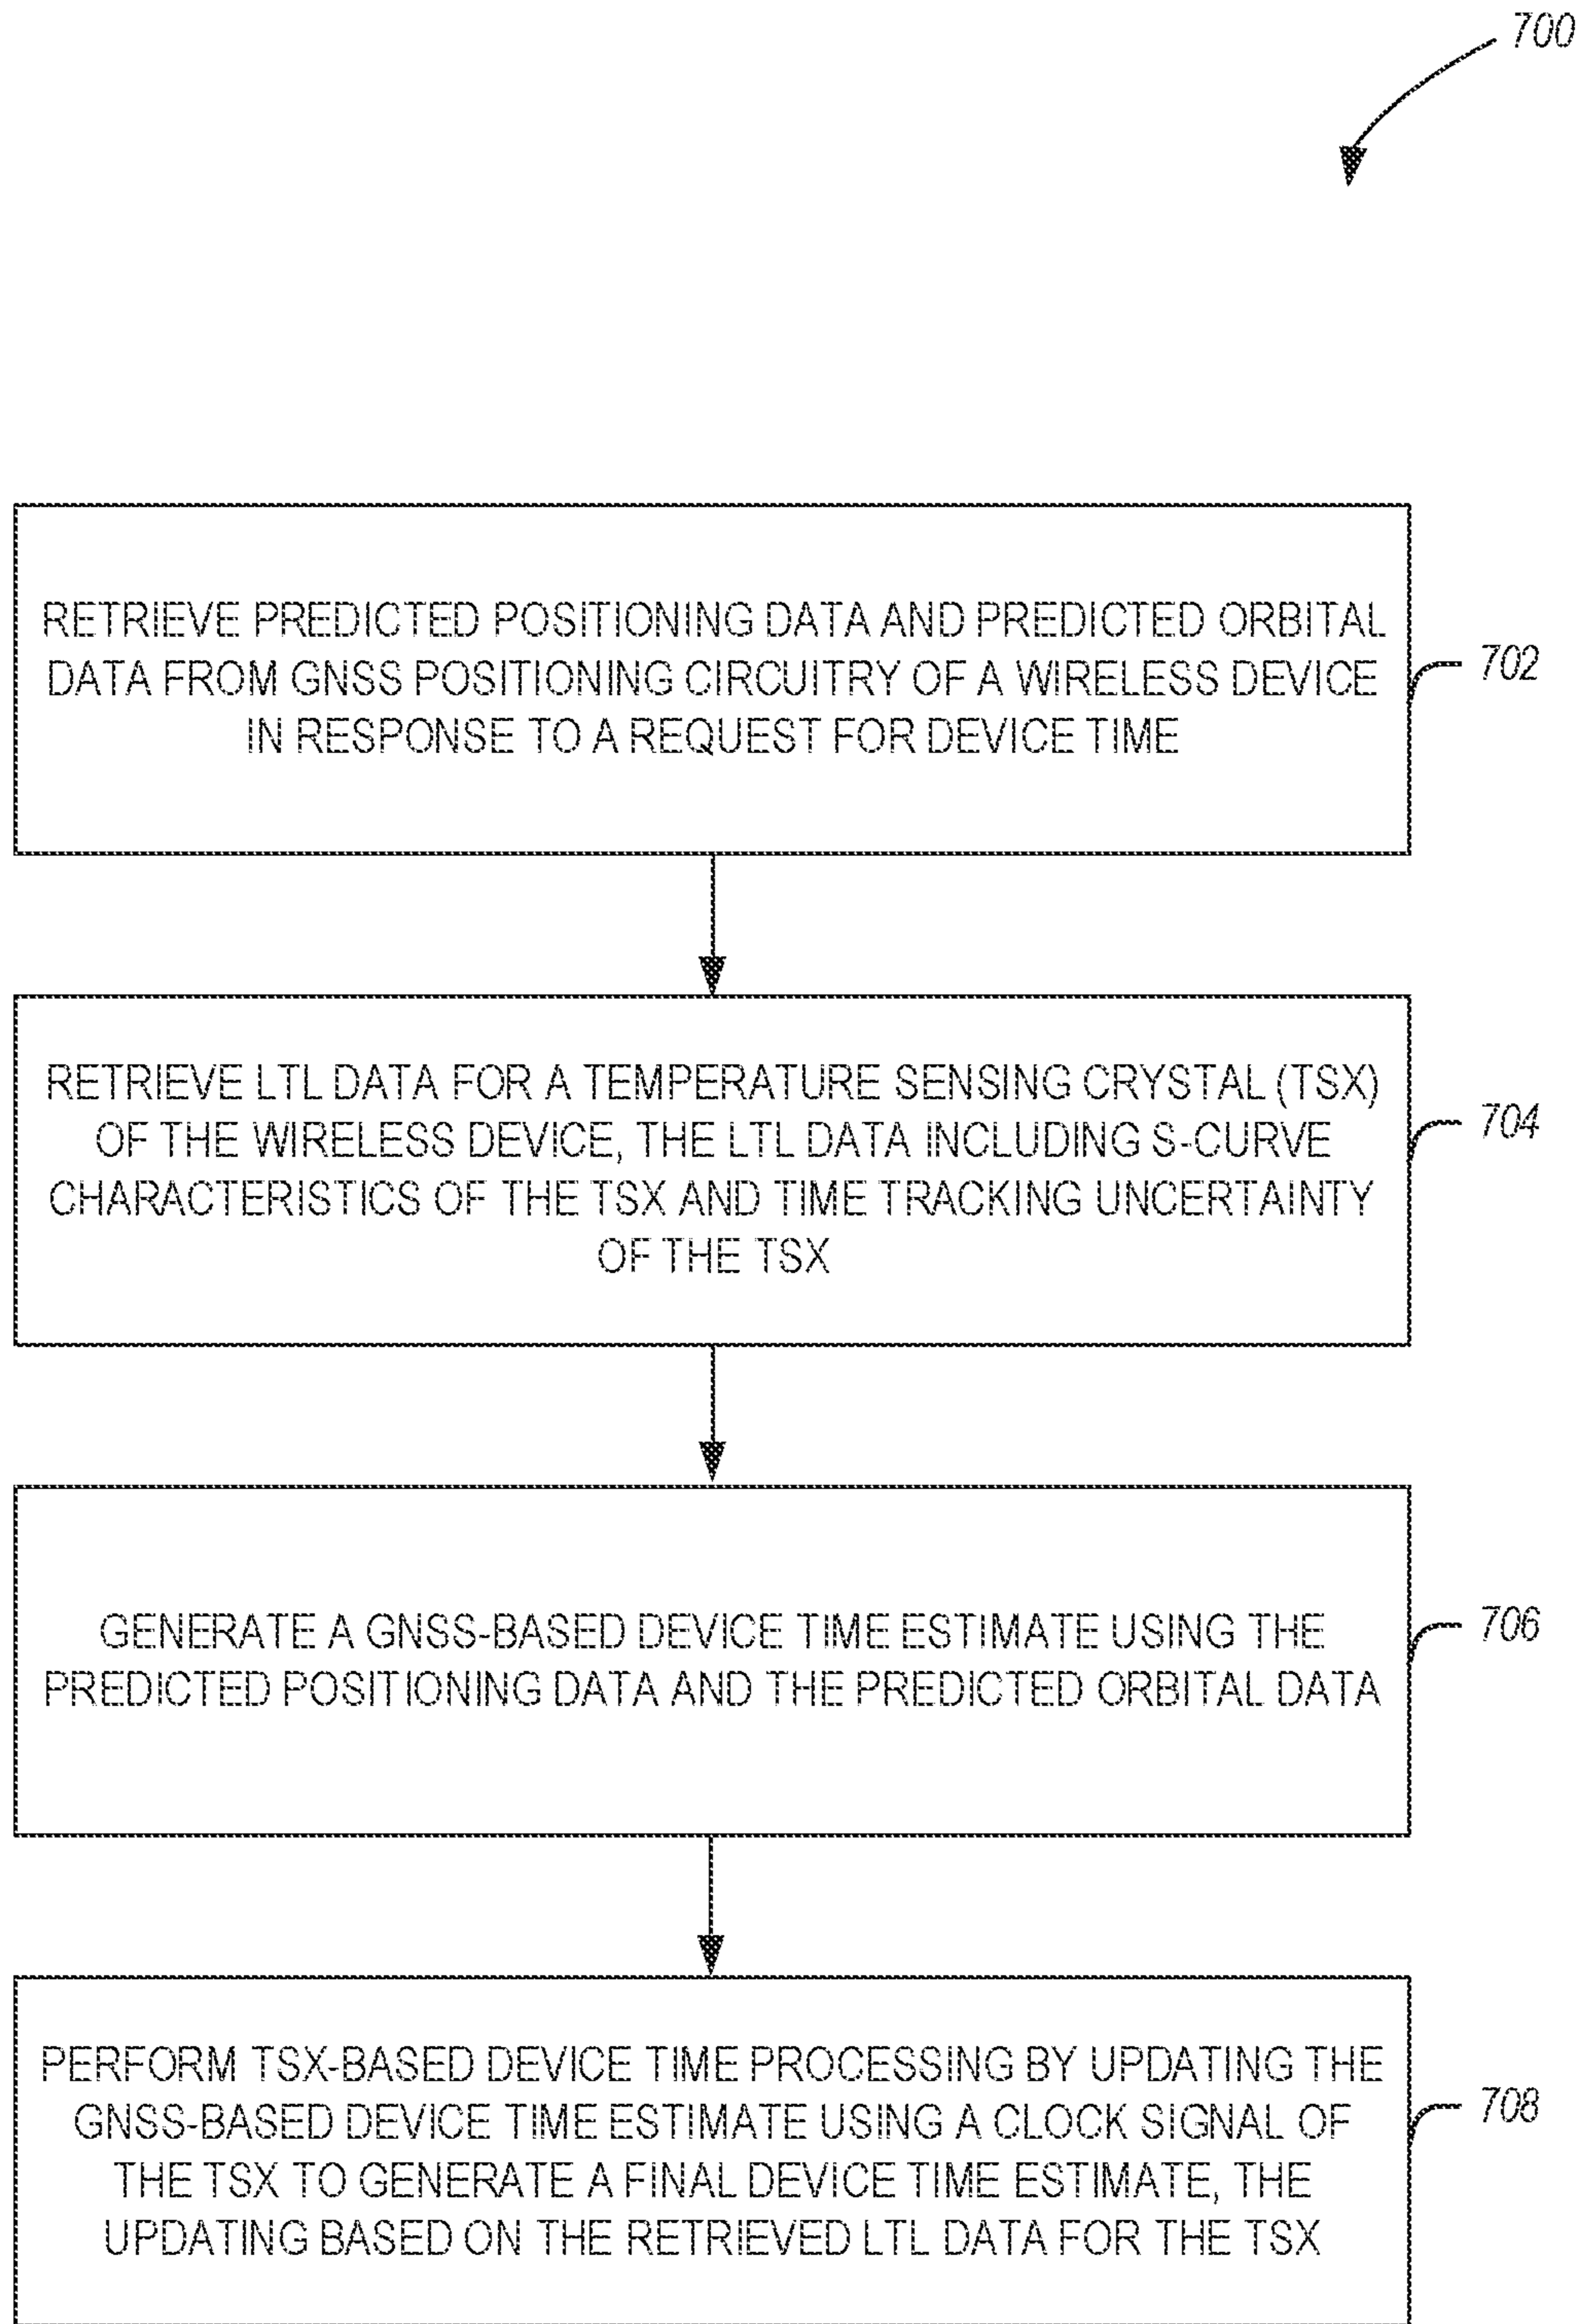 700
RETRIEVE PREDICTED POSITIONING DATA AND PREDICTED ORBITAL
DATA FROM GNSS POSITIONING CIRCUITRY OF A WIRELESS DEVICE
IN RESPONSE TO A REQUEST FOR DEVICE TIME
702
RETRIEVE LTL DATA FOR A TEMPERATURE SENSING CRYSTAL (TSX)
OF THE WIRELESS DEVICE, THE LTL DATA INCLUDING S-CURVE
CHARACTERISTICS OF THE TSX AND TIME TRACKING UNCERTAINTY
OF THE TSX
704
GENERATE A GNSS-BASED DEVICE TIME ESTIMATE USING THE
PREDICTED POSITIONING DATA AND THE PREDICTED ORBITAL DATA
706
PERFORM TSX-BASED DEVICE TIME PROCESSING BY UPDATING THE
GNSS-BASED DEVICE TIME ESTIMATE USING A CLOCK SIGNAL OF
THE TSX TO GENERATE A FINAL DEVICE TIME ESTIMATE, THE
UPDATING BASED ON THE RETRIEVED LTL DATA FOR THE TSX
708